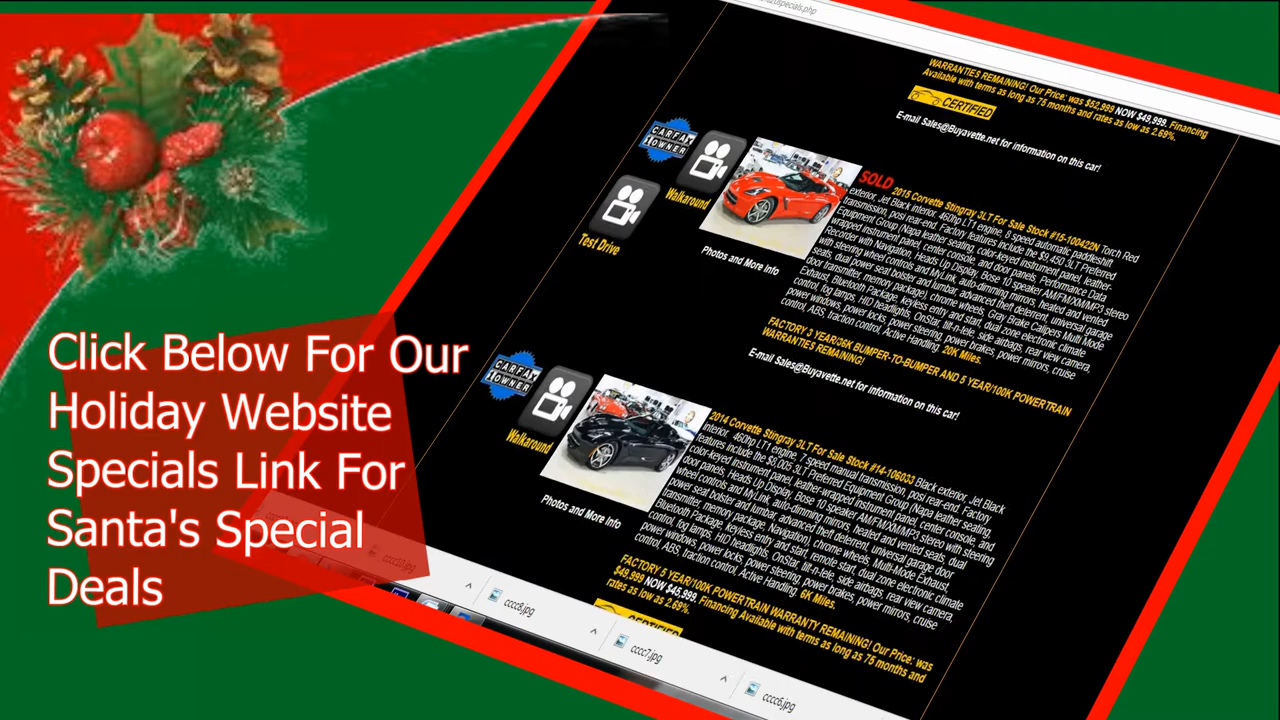 specials.php
WARRANTIES REMAINING! Our Price: was $52,999 NOW $49,999. Financing
Available with terms as long as 75 months and rates as low as 2.69%.
CERTIFIED
E-mail Sales@Buyavette.net for information on this car!
CARFAX
1 OWNER
Walkaround
Test Drive
Photos and More Info
SOLD 2015 Corvette Stingray 3LT For Sale Stock #15-100422N Torch Red
exterior, Jet Black interior, 460hp LT1 engine, 8 speed automatic paddleshift
transmission, posi rear-end. Factory features include the $9,450 3LT Preferred
Equipment Group (Napa leather seating, color-keyed instrument panel, leather-
wrapped instrument panel, center console, and door panels, Performance Data
Recorder with Navigation, Heads Up Display, Bose 10 speaker AM/FM/XM/MP3 stereo
with steering wheel controls and MyLink, auto-dimming mirrors, heated and vented
seats, dual power seat bolster and lumbar, advanced theft deterrent, universal garage
door transmitter, memory package), chrome wheels, Gray Brake Calipers, Multi Mode
Exhaust, Bluetooth Package, keyless entry and start, dual zone electronic climate
control, fog lamps, HID headlights, OnStar, tilt-n-tele, side airbags, rear view camera,
power windows, power locks, power steering, power brakes, power mirrors, cruise
control, ABS, traction control, Active Handling. 20K Miles.
FACTORY 3 YEAR/36K BUMPER-TO-BUMPER AND 5 YEAR/100K POWERTRAIN
WARRANTIES REMAINING!
E-mail Sales@Buyavette.net for information on this car!
CARFAX
1 OWNER
Walkaround
Photos and More Info
2014 Corvette Stingray 3LT For Sale Stock #14-106033 Black exterior, Jet Black
interior, 460hp LT1 engine, 7 speed manual transmission, posi rear-end. Factory
features include the $8,005 3LT Preferred Equipment Group (Napa leather seating,
color-keyed instrument panel, leather-wrapped instrument panel, center console, and
door panels, Heads Up Display, Bose 10 speaker AM/FM/XM/MP3 stereo with steering
wheel controls and MyLink, auto-dimming mirrors, heated and vented seats, dual
power seat bolster and lumbar, advanced theft deterrent, universal garage door
transmitter, memory package, Navigation), chrome wheels, Multi-Mode Exhaust,
Bluetooth Package, keyless entry and remote start, dual zone electronic climate
control, fog lamps, HID headlights, OnStar, tilt-n-tele, side airbags, rear view camera,
power windows, power locks, power steering, power brakes, power mirrors, cruise
control, ABS, traction control, Active Handling. 6K Miles.
FACTORY 5 YEAR/100K POWERTRAIN WARRANTY REMAINING! Our Price: was
$49,999 NOW $45,999. Financing Available with terms as long as 75 months and
rates as low as 2.69%.
CERTIFIED
cccc8.jpg
cccc7.jpg
cccc6.jpg
Click Below For Our
Holiday Website
Specials Link For
Santa's Special
Deals